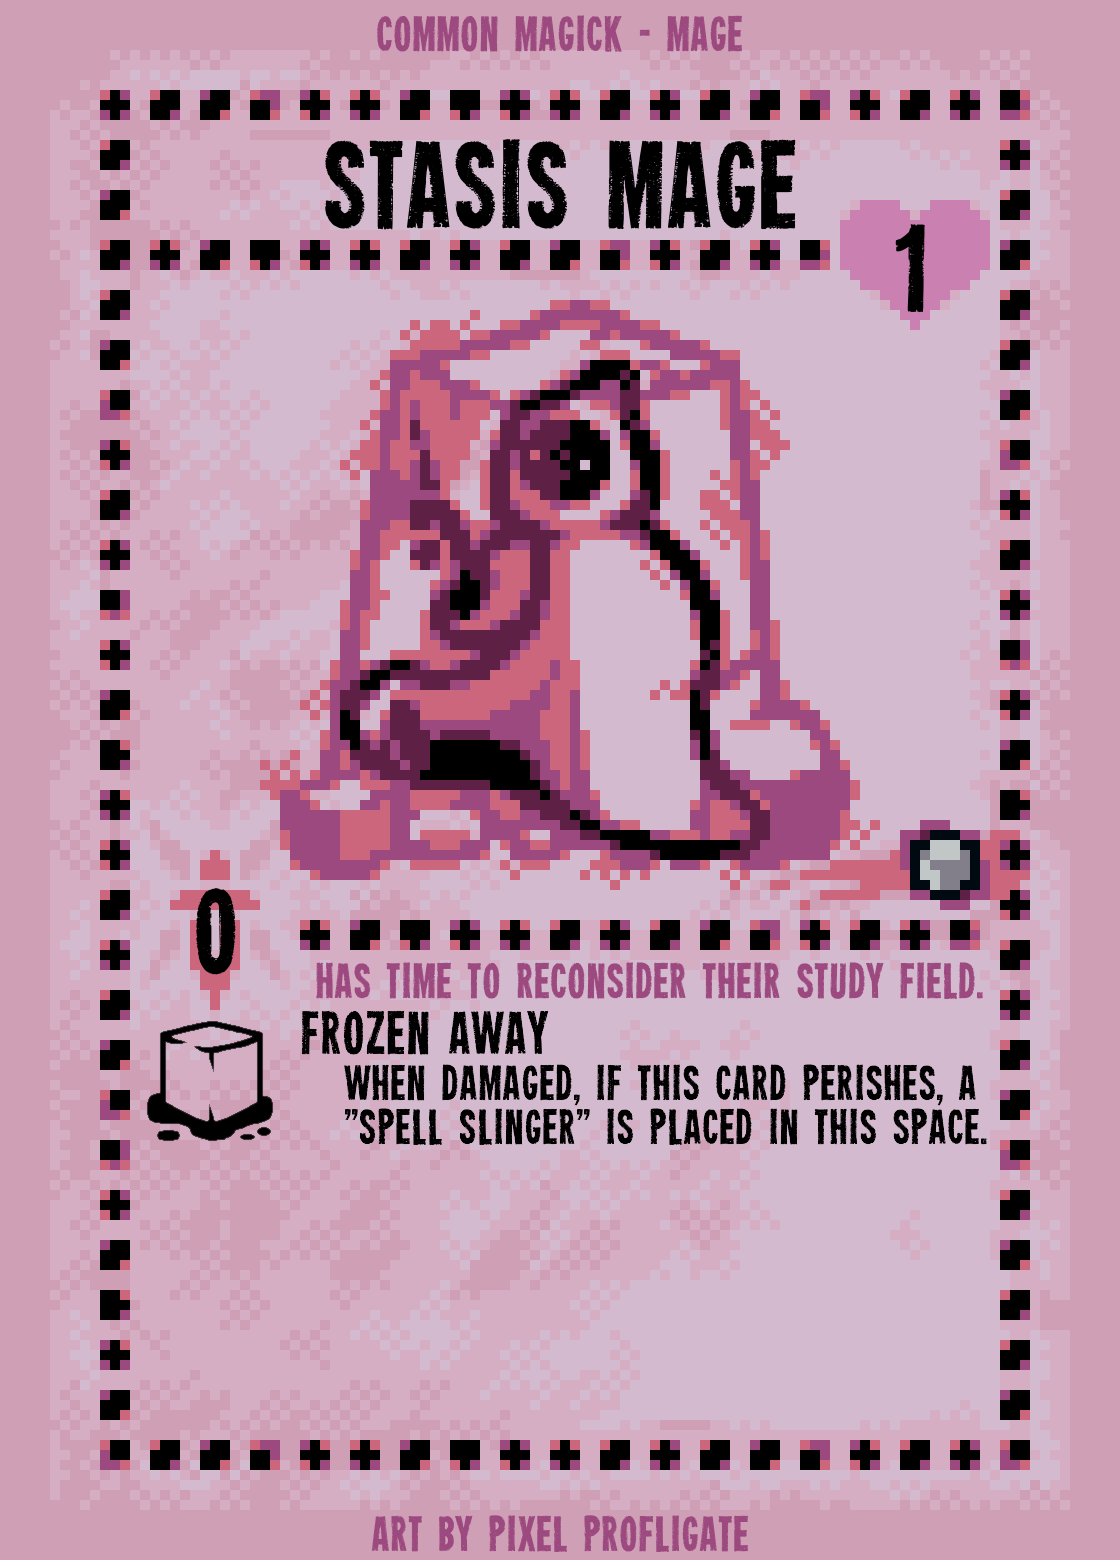 COMMON MAGICK - MAGE
STASIS MAGE
1
0
HAS TIME TO RECONSIDER THEIR STUDY FIELD.
FROZEN AWAY
WHEN DAMAGED, IF THIS CARD PERISHES, A
"SPELL SLINGER" IS PLACED IN THIS SPACE.
ART BY PIXEL PROFLIGATE